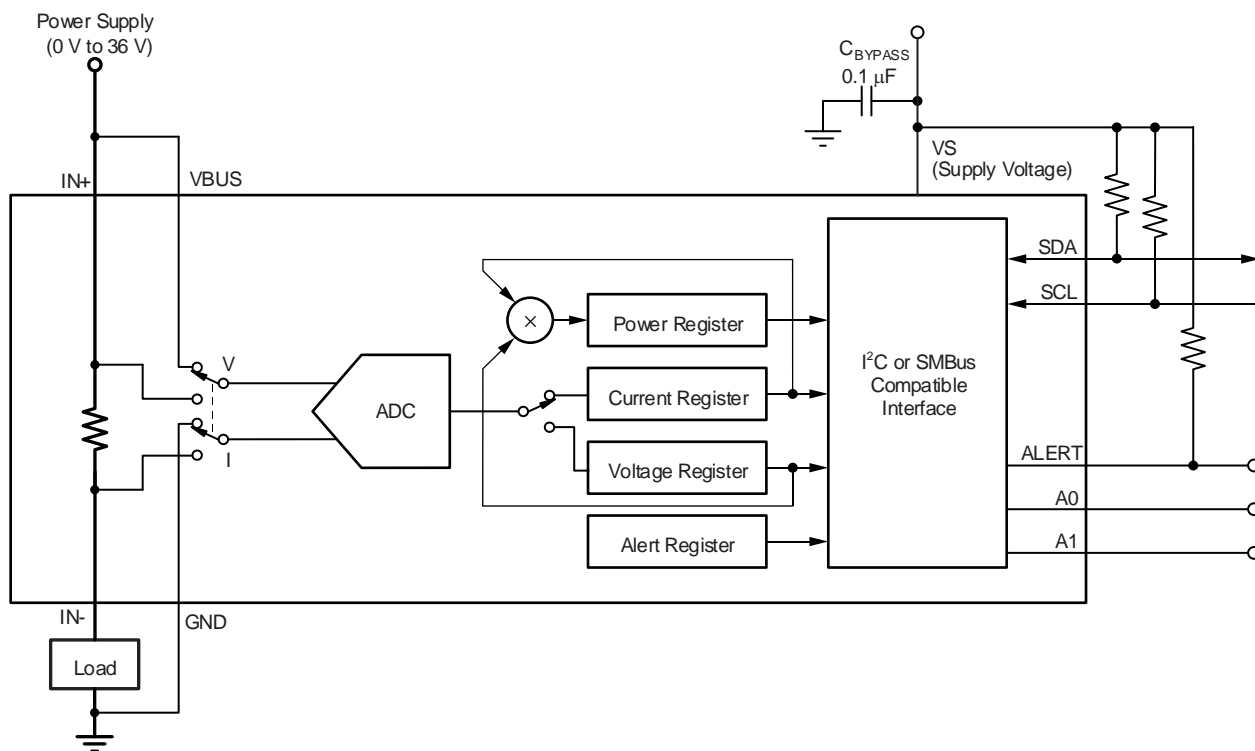 Power Supply
(0 V to 36 V)
CBYPASS
0.1 μF
VS
(Supply Voltage)
IN+
VBUS
SDA
SCL
×
Power Register
V
ADC
Current Register
I²C or SMBus
Compatible
Interface
I
Voltage Register
ALERT
A0
Alert Register
A1
IN-
GND
Load